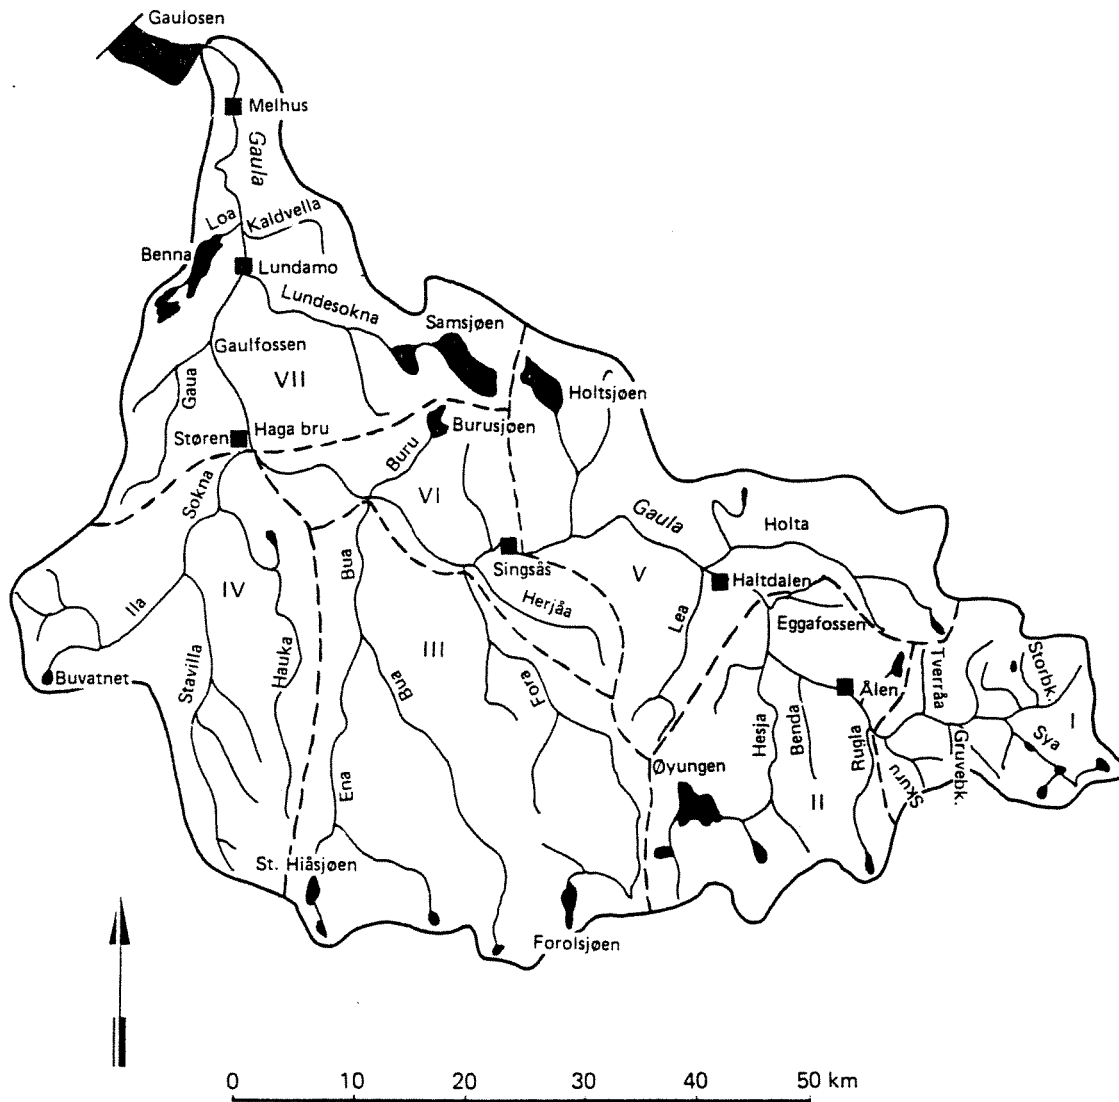 Gaulosen
Melhus
Gaula
Loa
Kaldvella
Benna
Lundamo
Lundesokna
Samsjøen
Gaulfossen
VII
Gaua
Holtsjøen
Støren
Haga bru
Burusjøen
Buru
Sokna
VI
Gaula
Holta
Bua
Singsås
V
Haltdalen
IV
Ila
Herjåa
Lea
Eggafossen
III
Tverråa
Storbk.
Buvatnet
Stavilla
Hauka
Bua
Fora
Ålen
I
Sya
Hesja
Benda
Rugla
Gruvebk.
Øyungen
Skuru
Ena
II
St. Hiåsjøen
Forolsjøen
0 10 20 30 40 50 km